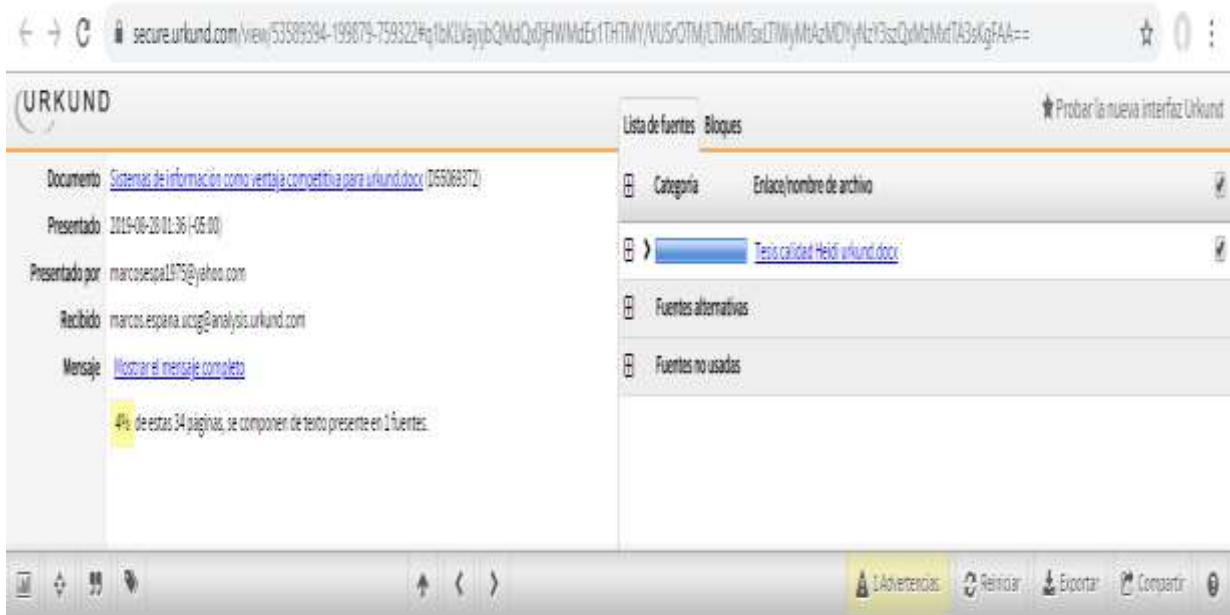 secure.urkund.com/view/53589394-199879-759322#
URKUND
Lista de fuentes Bloques
Probar la nueva interfaz Urkund
Documento Sistemas de información como ventaja competitiva para urkund.docx (D55069372)
Presentado 2019-08-28 01:36 (-05:00)
Presentado por marcosespa1975@yahoo.com
Recibido marcos.espana.ucsg@analysis.urkund.com
Mensaje Mostrar el mensaje completo
4% de estas 34 páginas, se componen de texto presente en 1 fuentes.
Categoría Enlace/nombre de archivo
Tesis calidad Heidi urkund.docx
Fuentes alternativas
Fuentes no usadas
1 Advertencias Reiniciar Exportar Compartir